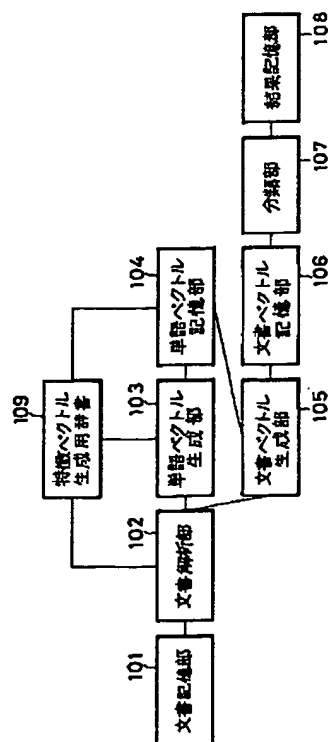 109
特徴ベクトル
生成用辞書
101
文書記憶部
102
文書解析部
103
単語ベクトル
生成部
104
単語ベクトル
記憶部
105
文書ベクトル
生成部
106
文書ベクトル
記憶部
107
分類部
108
結果記憶部